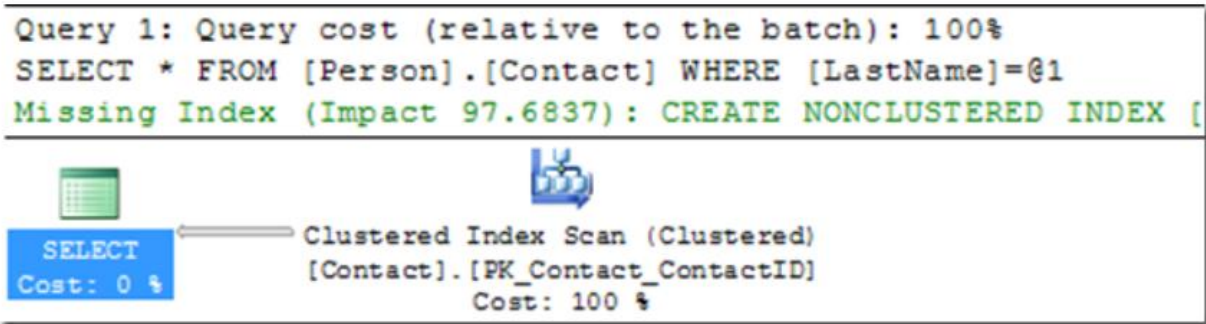 Query 1: Query cost (relative to the batch): 100%
SELECT * FROM [Person].[Contact] WHERE [LastName]=@1
Missing Index (Impact 97.6837): CREATE NONCLUSTERED INDEX [
SELECT
Cost: 0 %
Clustered Index Scan (Clustered)
[Contact].[PK_Contact_ContactID]
Cost: 100 %